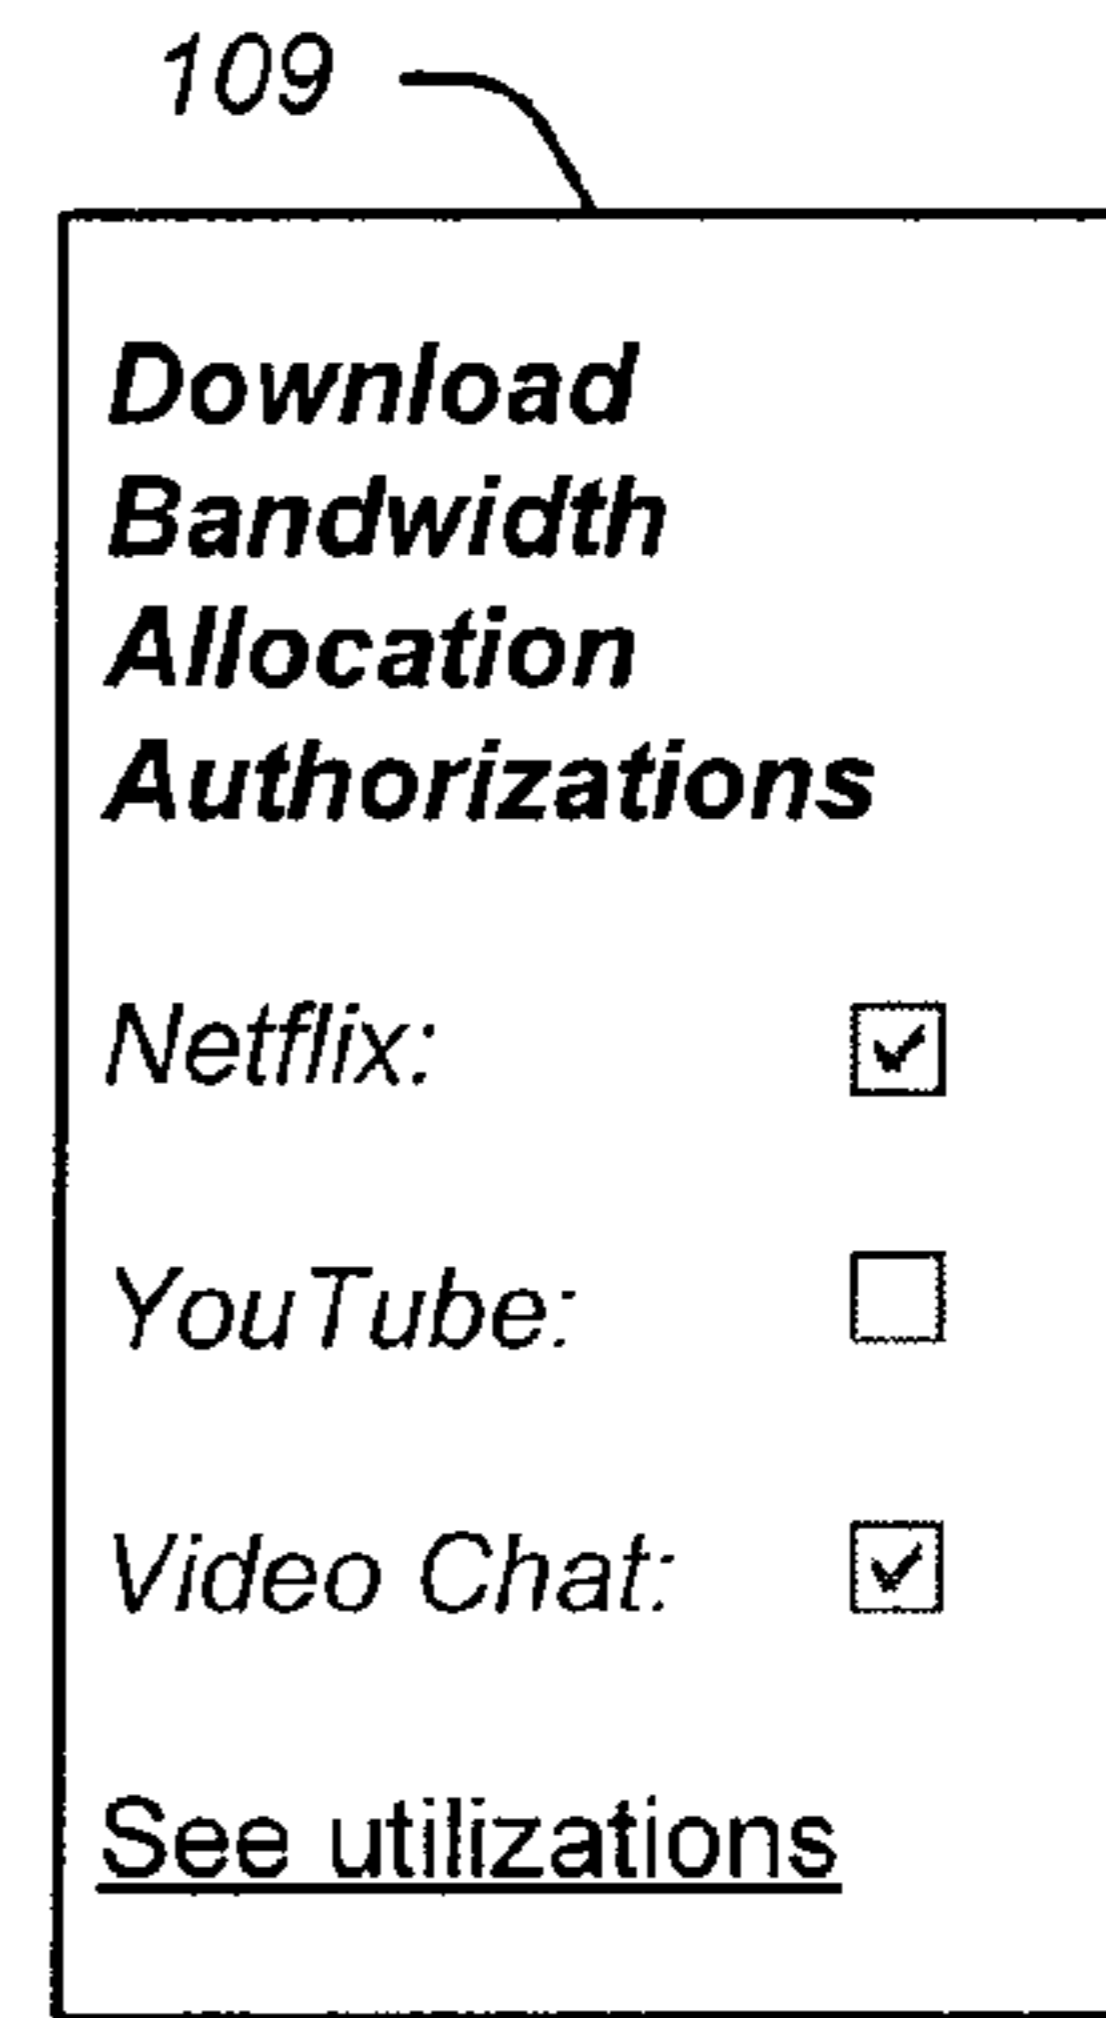 109
Download
Bandwidth
Allocation
Authorizations
Netflix:
YouTube:
Video Chat:
See utilizations